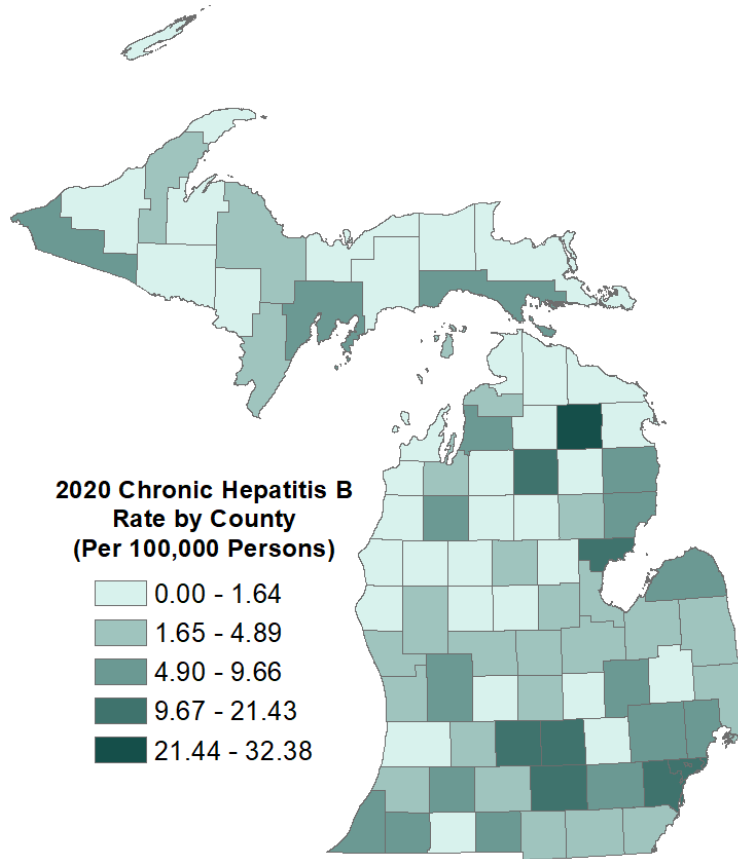 2020 Chronic Hepatitis B
Rate by County
(Per 100,000 Persons)
0.00 - 1.64
1.65 - 4.89
4.90 - 9.66
9.67 - 21.43
21.44 - 32.38